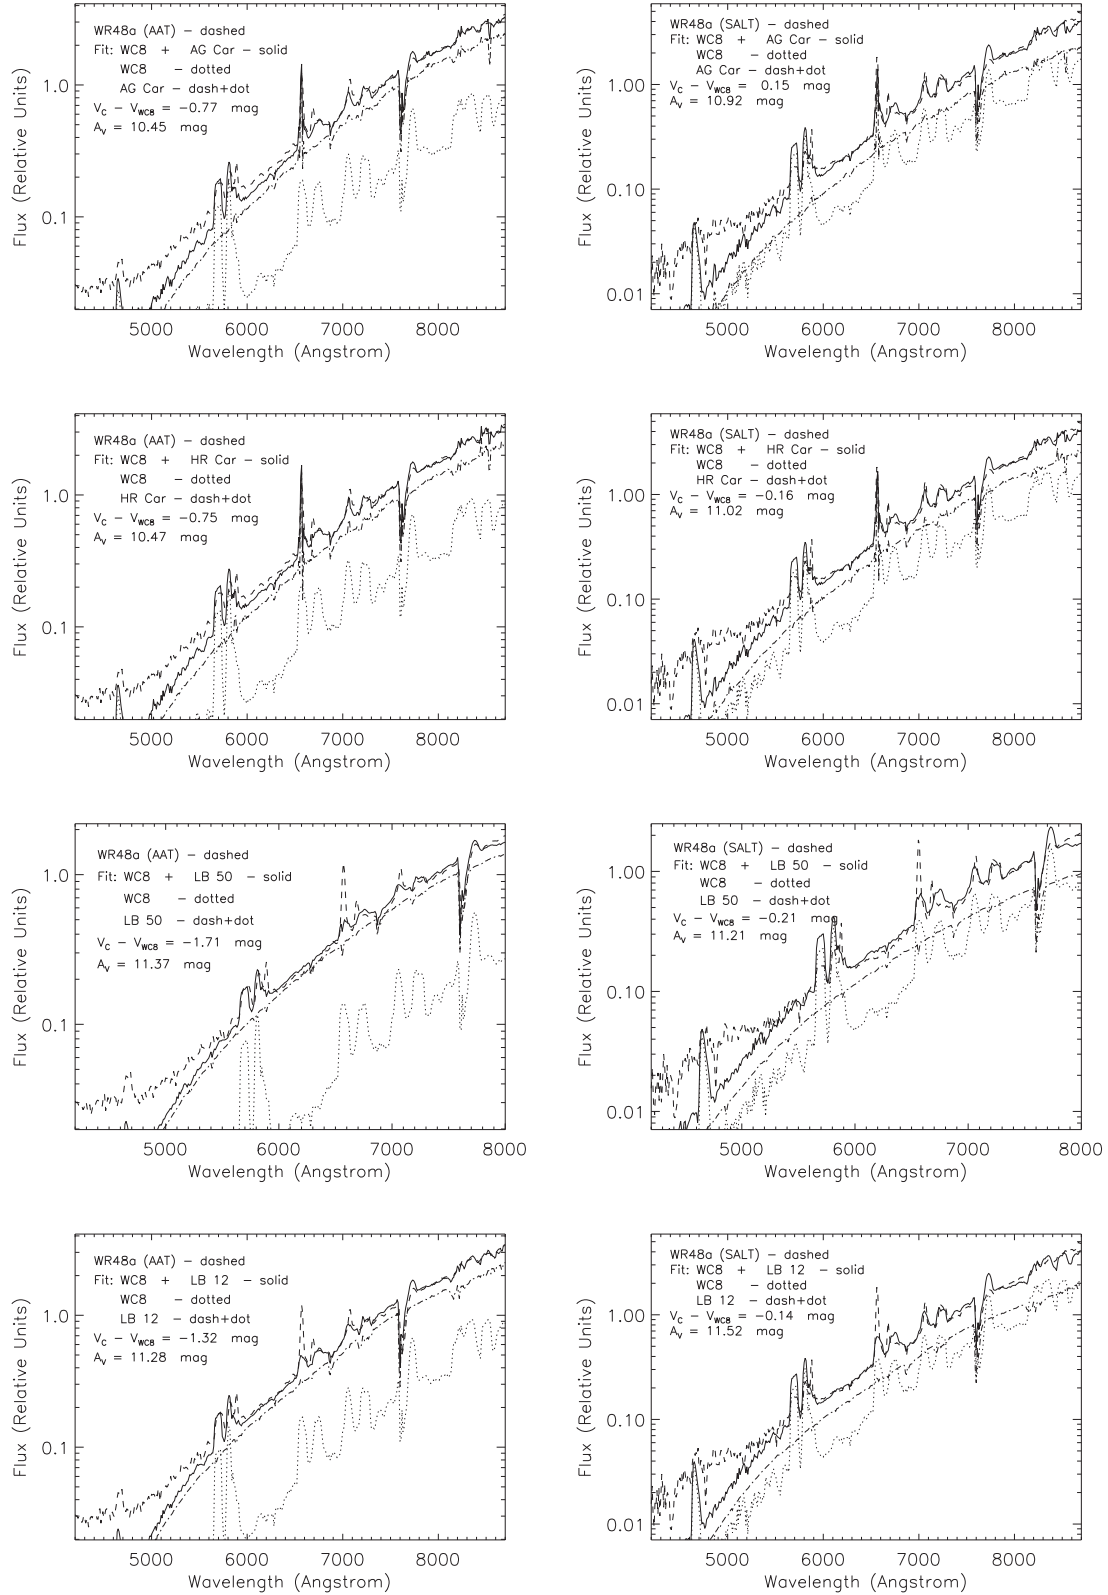 WR48a (AAT) – dashed
Fit: WC8 + AG Car – solid
WC8 – dotted
AG Car – dash+dot
V_C – V_WC8 = –0.77 mag
A_V = 10.45 mag
1.0
0.1
Flux (Relative Units)
5000 6000 7000 8000
Wavelength (Angstrom)
WR48a (SALT) – dashed
Fit: WC8 + AG Car – solid
WC8 – dotted
AG Car – dash+dot
V_C – V_WC8 = 0.15 mag
A_V = 10.92 mag
1.00
0.10
0.01
Flux (Relative Units)
5000 6000 7000 8000
Wavelength (Angstrom)
WR48a (AAT) – dashed
Fit: WC8 + HR Car – solid
WC8 – dotted
HR Car – dash+dot
V_C – V_WC8 = –0.75 mag
A_V = 10.47 mag
1.0
0.1
Flux (Relative Units)
5000 6000 7000 8000
Wavelength (Angstrom)
WR48a (SALT) – dashed
Fit: WC8 + HR Car – solid
WC8 – dotted
HR Car – dash+dot
V_C – V_WC8 = –0.16 mag
A_V = 11.02 mag
1.00
0.10
0.01
Flux (Relative Units)
5000 6000 7000 8000
Wavelength (Angstrom)
WR48a (AAT) – dashed
Fit: WC8 + LB 50 – solid
WC8 – dotted
LB 50 – dash+dot
V_C – V_WC8 = –1.71 mag
A_V = 11.37 mag
1.0
0.1
Flux (Relative Units)
5000 6000 7000 8000
Wavelength (Angstrom)
WR48a (SALT) – dashed
Fit: WC8 + LB 50 – solid
WC8 – dotted
LB 50 – dash+dot
V_C – V_WC8 = –0.21 mag
A_V = 11.21 mag
1.00
0.10
0.01
Flux (Relative Units)
5000 6000 7000 8000
Wavelength (Angstrom)
WR48a (AAT) – dashed
Fit: WC8 + LB 12 – solid
WC8 – dotted
LB 12 – dash+dot
V_C – V_WC8 = –1.32 mag
A_V = 11.28 mag
1.0
0.1
Flux (Relative Units)
5000 6000 7000 8000
Wavelength (Angstrom)
WR48a (SALT) – dashed
Fit: WC8 + LB 12 – solid
WC8 – dotted
LB 12 – dash+dot
V_C – V_WC8 = –0.14 mag
A_V = 11.52 mag
1.00
0.10
0.01
Flux (Relative Units)
5000 6000 7000 8000
Wavelength (Angstrom)